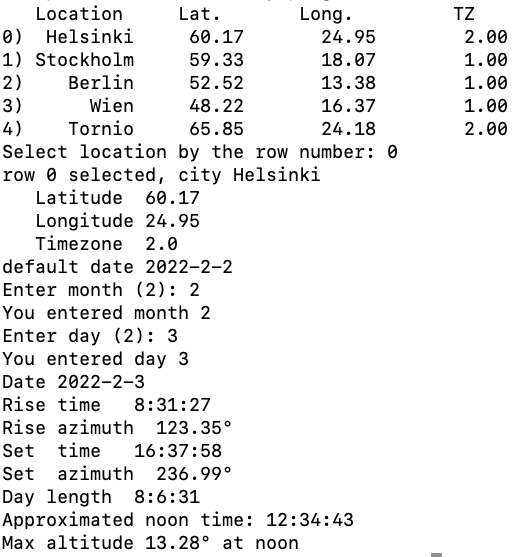 Location     Lat.       Long.         TZ
0)  Helsinki     60.17       24.95        2.00
1) Stockholm     59.33       18.07        1.00
2)    Berlin     52.52       13.38        1.00
3)      Wien     48.22       16.37        1.00
4)    Tornio     65.85       24.18        2.00
Select location by the row number: 0
row 0 selected, city Helsinki
   Latitude  60.17
   Longitude 24.95
   Timezone  2.0
default date 2022-2-2
Enter month (2): 2
You entered month 2
Enter day (2): 3
You entered day 3
Date 2022-2-3
Rise time   8:31:27
Rise azimuth  123.35°
Set  time   16:37:58
Set  azimuth  236.99°
Day length  8:6:31
Approximated noon time: 12:34:43
Max altitude 13.28° at noon